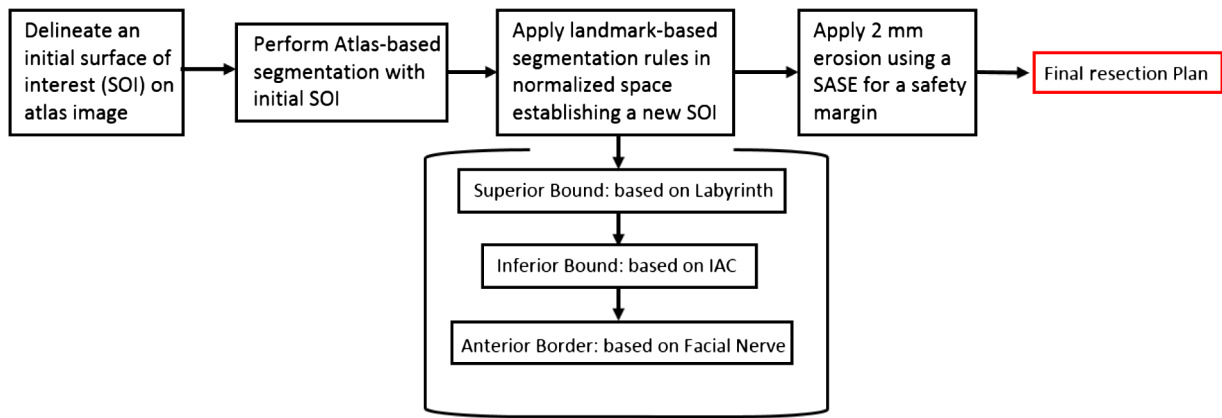 Delineate an
initial surface of
interest (SOI) on
atlas image
Perform Atlas-based
segmentation with
initial SOI
Apply landmark-based
segmentation rules in
normalized space
establishing a new SOI
Apply 2 mm
erosion using a
SASE for a safety
margin
Final resection Plan
Superior Bound: based on Labyrinth
Inferior Bound: based on IAC
Anterior Border: based on Facial Nerve